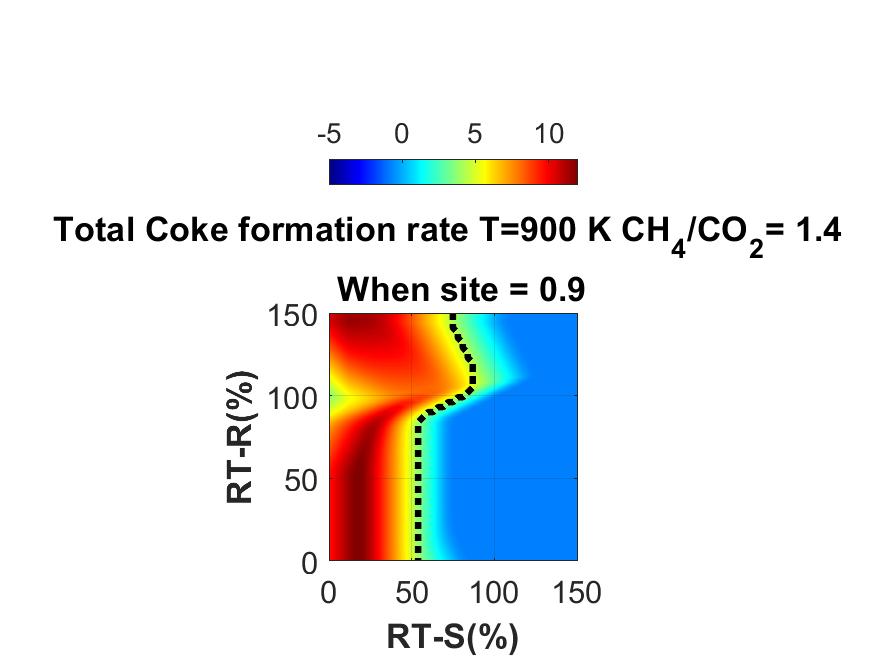 -5 0 5 10
Total Coke formation rate T=900 K CH4/CO2= 1.4
When site = 0.9
150
100
50
0
RT-R(%)
0 50 100 150
RT-S(%)